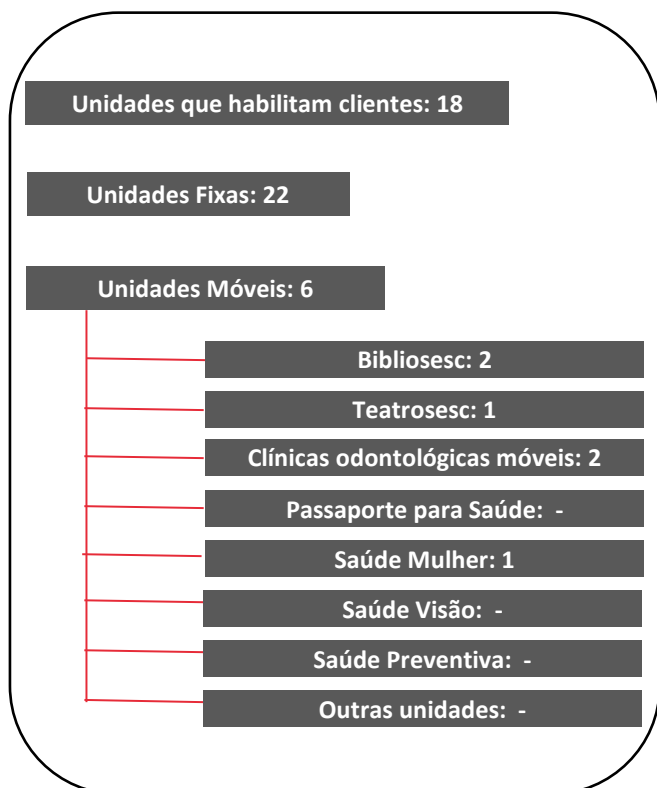 Unidades que habilitam clientes: 18
Unidades Fixas: 22
Unidades Móveis: 6
Bibliosesc: 2
Teatrosesc: 1
Clínicas odontológicas móveis: 2
Passaporte para Saúde: -
Saúde Mulher: 1
Saúde Visão: -
Saúde Preventiva: -
Outras unidades: -